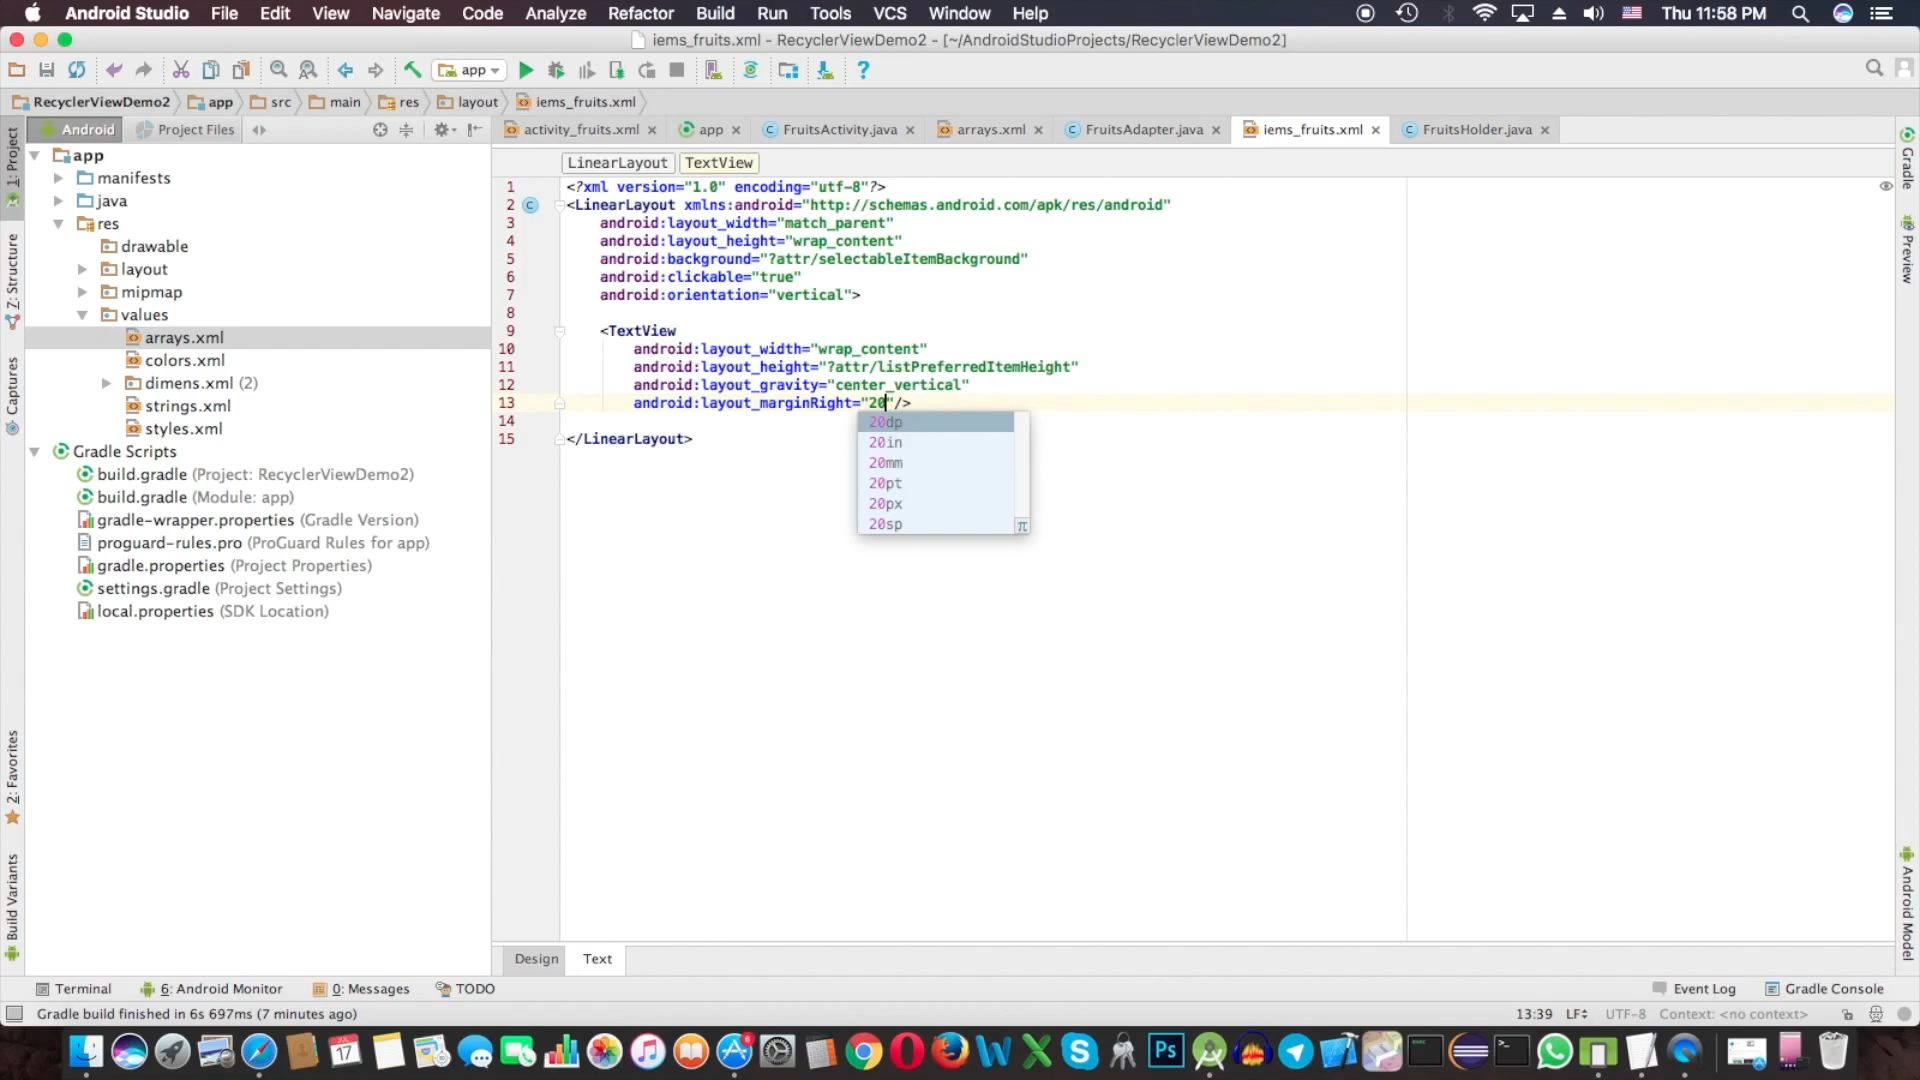 Android Studio File Edit View Navigate Code Analyze Refactor Build Run Tools VCS Window Help Thu 11:58 PM
iems_fruits.xml - RecyclerViewDemo2 - [~/AndroidStudioProjects/RecyclerViewDemo2]
app
RecyclerViewDemo2 app src main res layout iems_fruits.xml
Android Project Files
activity_fruits.xml app FruitsActivity.java arrays.xml FruitsAdapter.java iems_fruits.xml FruitsHolder.java
1: Project
7: Structure
Captures
2: Favorites
Build Variants
app
manifests
java
res
drawable
layout
mipmap
values
arrays.xml
colors.xml
dimens.xml (2)
strings.xml
styles.xml
Gradle Scripts
build.gradle (Project: RecyclerViewDemo2)
build.gradle (Module: app)
gradle-wrapper.properties (Gradle Version)
proguard-rules.pro (ProGuard Rules for app)
gradle.properties (Project Properties)
settings.gradle (Project Settings)
local.properties (SDK Location)
LinearLayout TextView
1 <?xml version="1.0" encoding="utf-8"?>
2 <LinearLayout xmlns:android="http://schemas.android.com/apk/res/android"
3 android:layout_width="match_parent"
4 android:layout_height="wrap_content"
5 android:background="?attr/selectableItemBackground"
6 android:clickable="true"
7 android:orientation="vertical">
8
9 <TextView
10 android:layout_width="wrap_content"
11 android:layout_height="?attr/listPreferredItemHeight"
12 android:layout_gravity="center_vertical"
13 android:layout_marginRight="20"/>
14
15 </LinearLayout>
20dp
20in
20mm
20pt
20px
20sp
π
Gradle
Preview
Android Model
Design Text
Terminal 6: Android Monitor 0: Messages TODO Event Log Gradle Console
Gradle build finished in 6s 697ms (7 minutes ago) 13:39 LF UTF-8 Context: <no context>
17
Ps